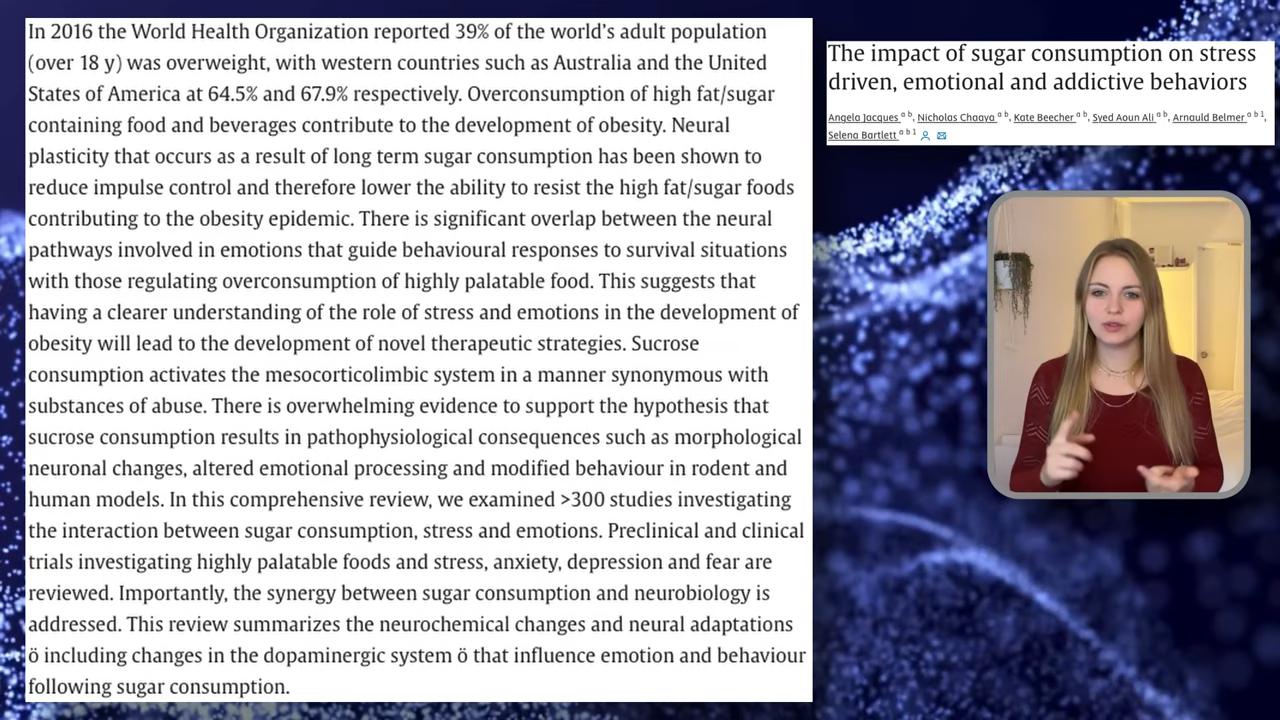 In 2016 the World Health Organization reported 39% of the world's adult population
(over 18 y) was overweight, with western countries such as Australia and the United
States of America at 64.5% and 67.9% respectively. Overconsumption of high fat/sugar
containing food and beverages contribute to the development of obesity. Neural
plasticity that occurs as a result of long term sugar consumption has been shown to
reduce impulse control and therefore lower the ability to resist the high fat/sugar foods
contributing to the obesity epidemic. There is significant overlap between the neural
pathways involved in emotions that guide behavioural responses to survival situations
with those regulating overconsumption of highly palatable food. This suggests that
having a clearer understanding of the role of stress and emotions in the development of
obesity will lead to the development of novel therapeutic strategies. Sucrose
consumption activates the mesocorticolimbic system in a manner synonymous with
substances of abuse. There is overwhelming evidence to support the hypothesis that
sucrose consumption results in pathophysiological consequences such as morphological
neuronal changes, altered emotional processing and modified behaviour in rodent and
human models. In this comprehensive review, we examined >300 studies investigating
the interaction between sugar consumption, stress and emotions. Preclinical and clinical
trials investigating highly palatable foods and stress, anxiety, depression and fear are
reviewed. Importantly, the synergy between sugar consumption and neurobiology is
addressed. This review summarizes the neurochemical changes and neural adaptations
ö including changes in the dopaminergic system ö that influence emotion and behaviour
following sugar consumption.
The impact of sugar consumption on stress
driven, emotional and addictive behaviors
Angela Jacques a b, Nicholas Chaaya a b, Kate Beecher a b, Syed Aoun Ali a b, Arnauld Belmer a b 1,
Selena Bartlett a b 1